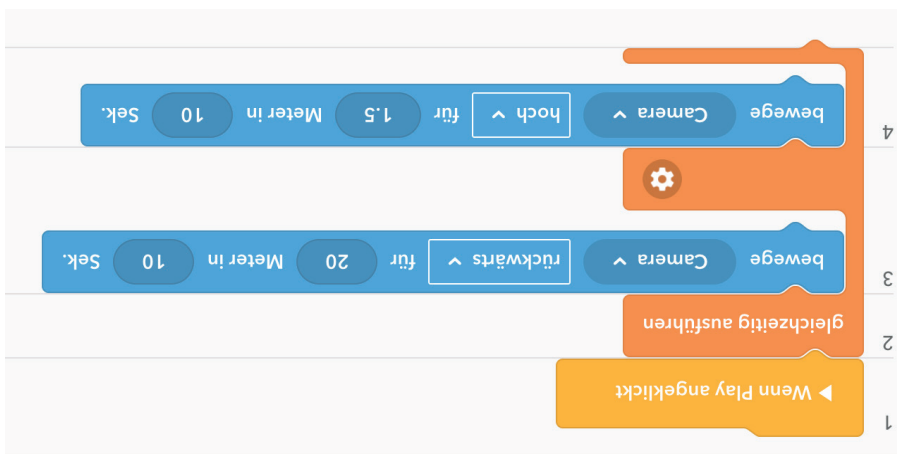 1 Wenn Play angeklickt
2 gleichzeitig ausführen
3 bewege Camera rückwärts für 20 Meter in 10 Sek.
4 bewege Camera hoch für 1.5 Meter in 10 Sek.